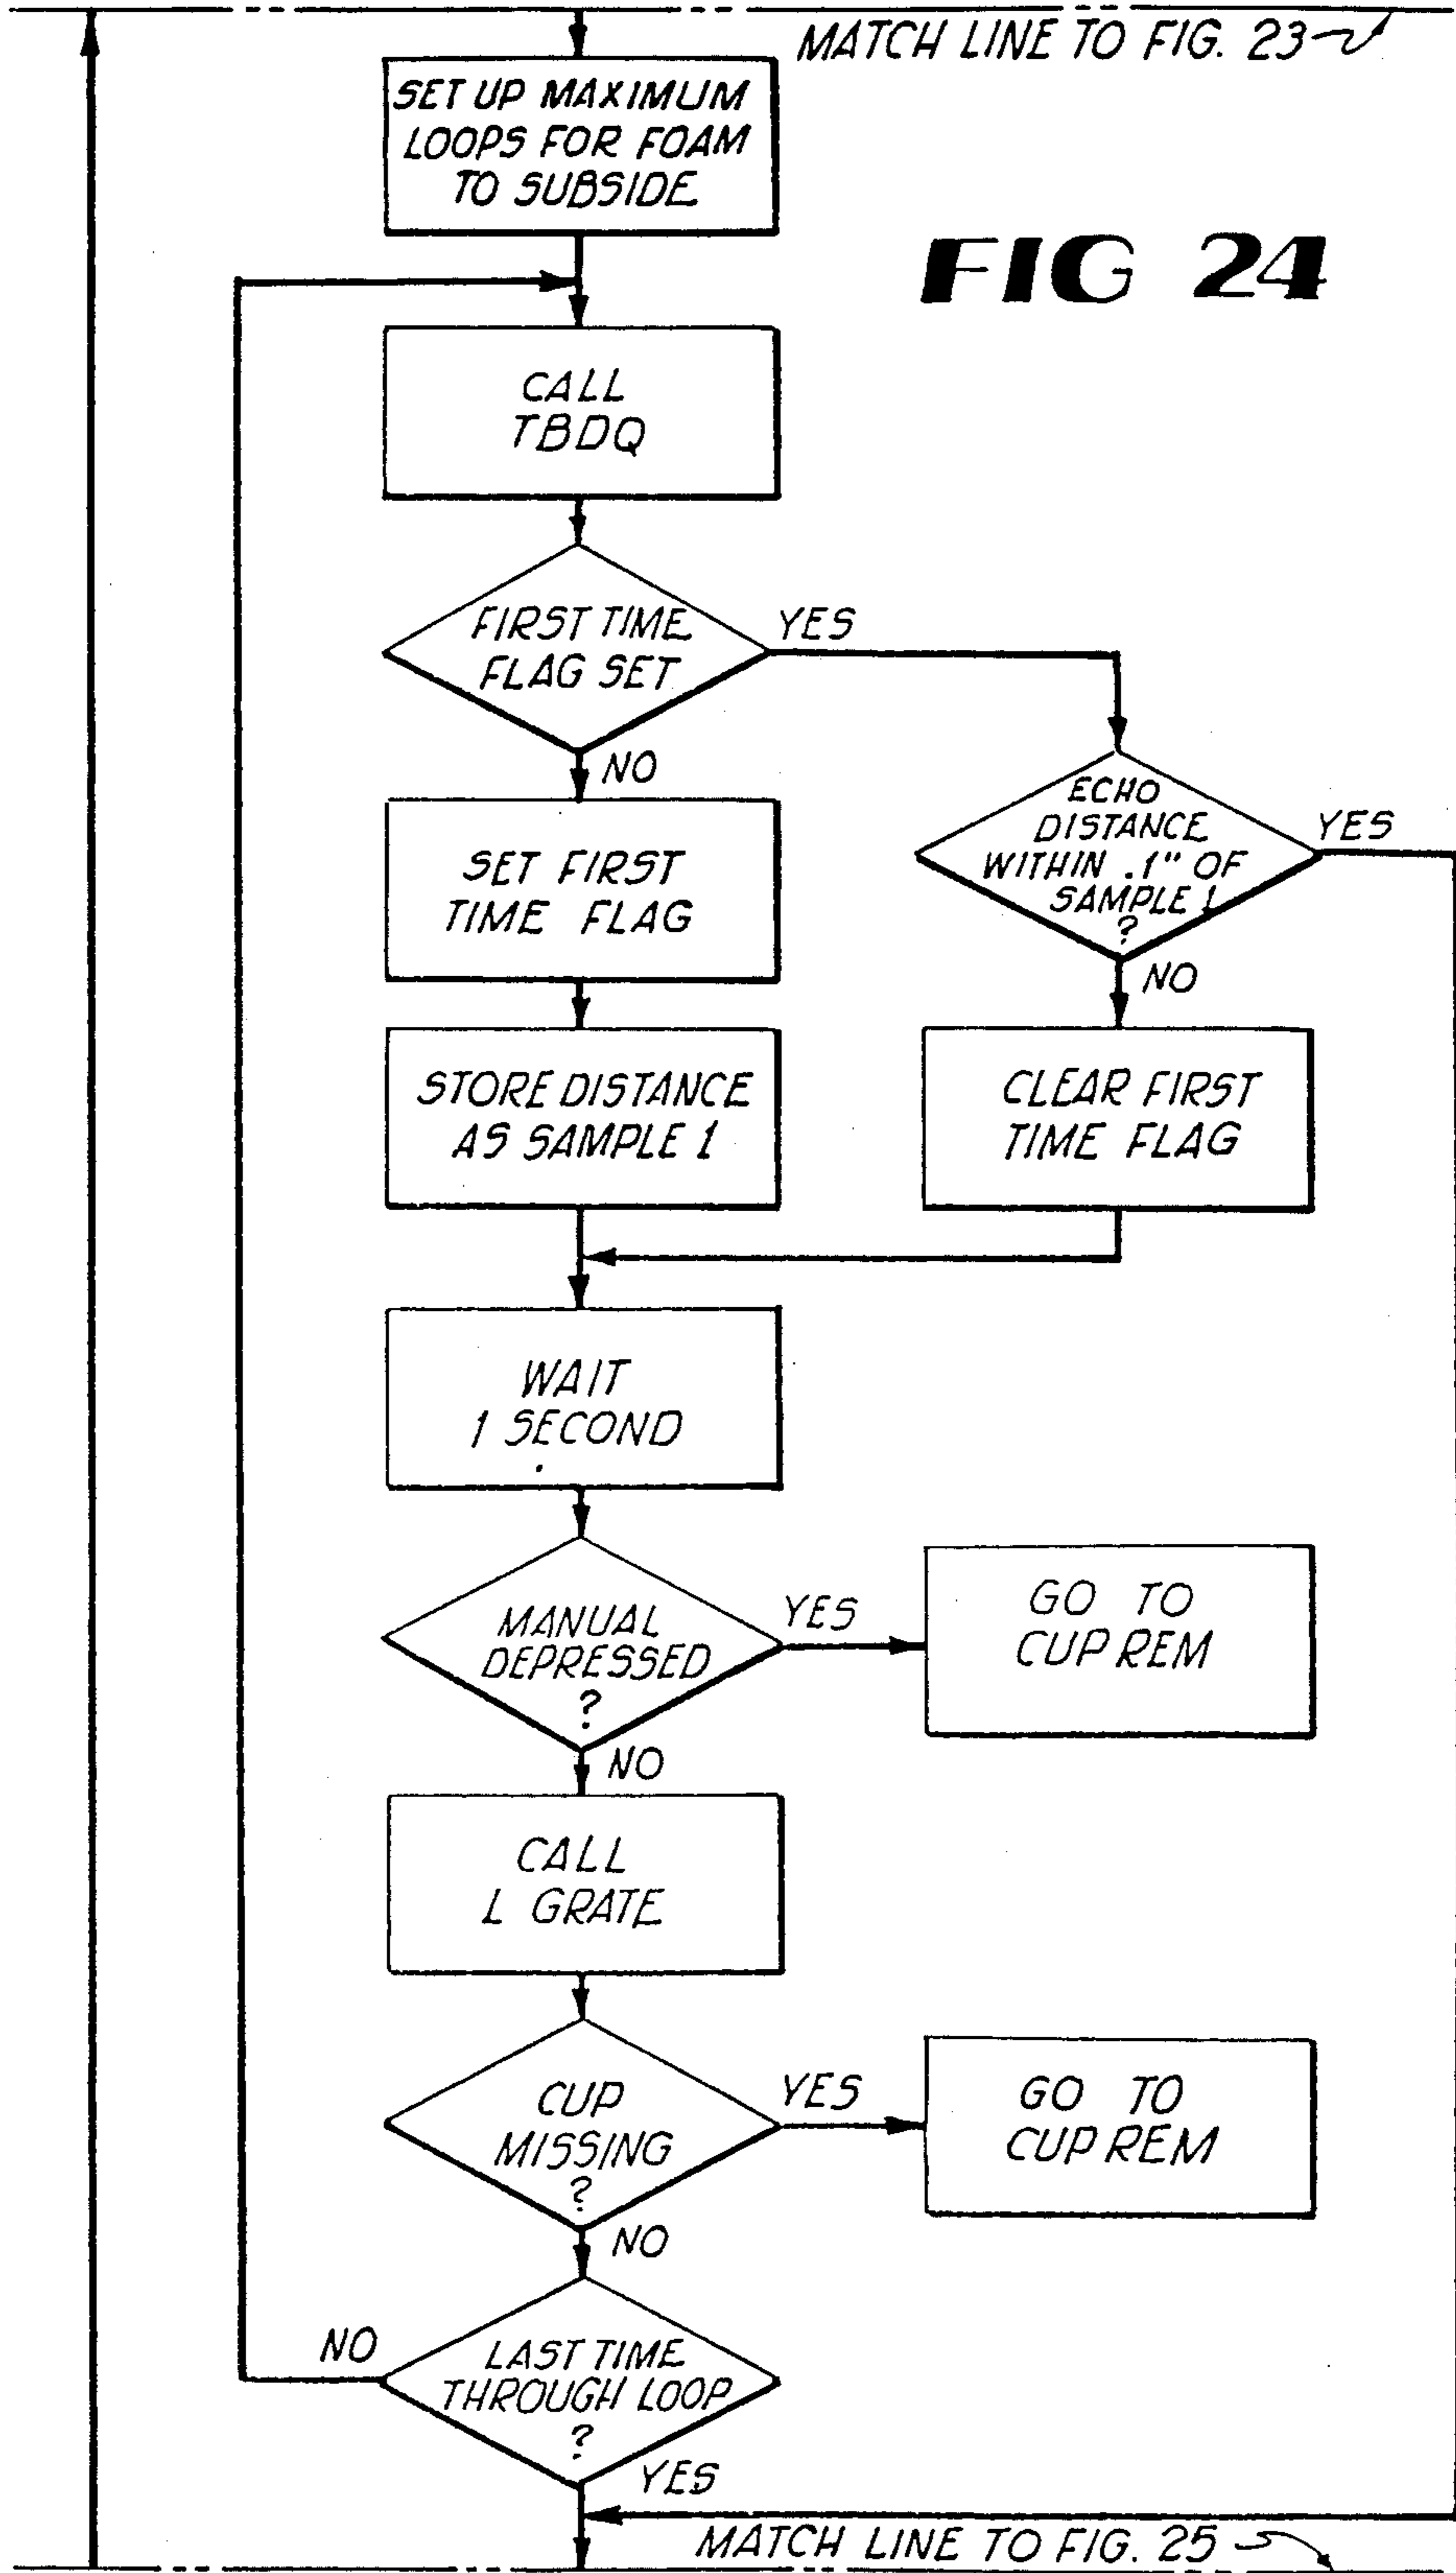 MATCH LINE TO FIG. 23
SET UP MAXIMUM
LOOPS FOR FOAM
TO SUBSIDE
FIG 24
CALL
TBDQ
FIRST TIME
FLAG SET
YES
NO
ECHO
DISTANCE
WITHIN .1" OF
SAMPLE 1
?
YES
NO
SET FIRST
TIME FLAG
STORE DISTANCE
AS SAMPLE 1
CLEAR FIRST
TIME FLAG
WAIT
1 SECOND
MANUAL
DEPRESSED
?
YES
GO TO
CUP REM
NO
CALL
L GRATE
CUP
MISSING
?
YES
GO TO
CUP REM
NO
LAST TIME
THROUGH LOOP
?
NO
YES
MATCH LINE TO FIG. 25